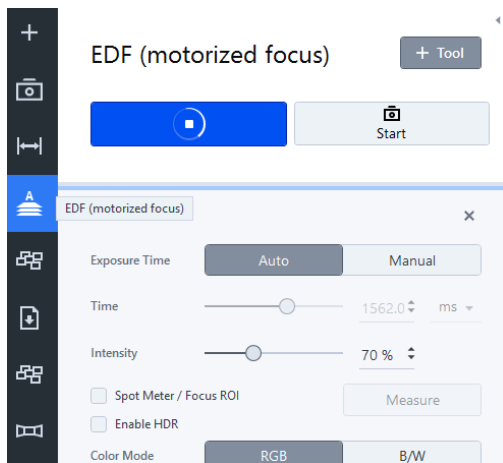 EDF (motorized focus)
+ Tool
Start
A
EDF (motorized focus)
Exposure Time
Auto
Manual
Time
1562.0
ms
Intensity
70 %
Spot Meter / Focus ROI
Measure
Enable HDR
Color Mode
RGB
B/W